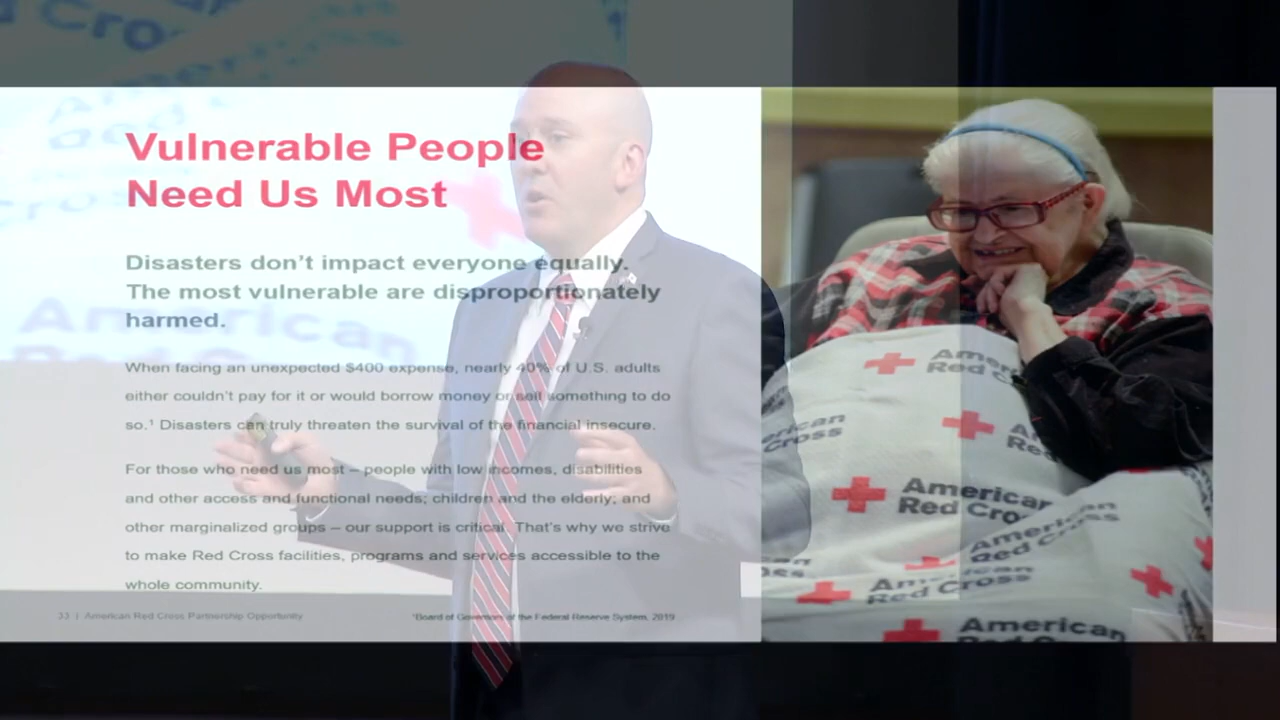 Vulnerable People
Need Us Most
Disasters don't impact everyone equally.
The most vulnerable are disproportionately
harmed.
When facing an unexpected $400 expense, nearly 40% of U.S. adults
either couldn't pay for it or would borrow money or sell something to do
so.¹ Disasters can truly threaten the survival of the financial insecure.
For those who need us most – people with low incomes, disabilities
and other access and functional needs; children and the elderly; and
other marginalized groups – our support is critical. That's why we strive
to make Red Cross facilities, programs and services accessible to the
whole community.
33 | American Red Cross Partnership Opportunity
¹Board of Governors of the Federal Reserve System, 2019
American
Red Cross
American
Red Cro
American
Red Cross
American
Red Cross
American